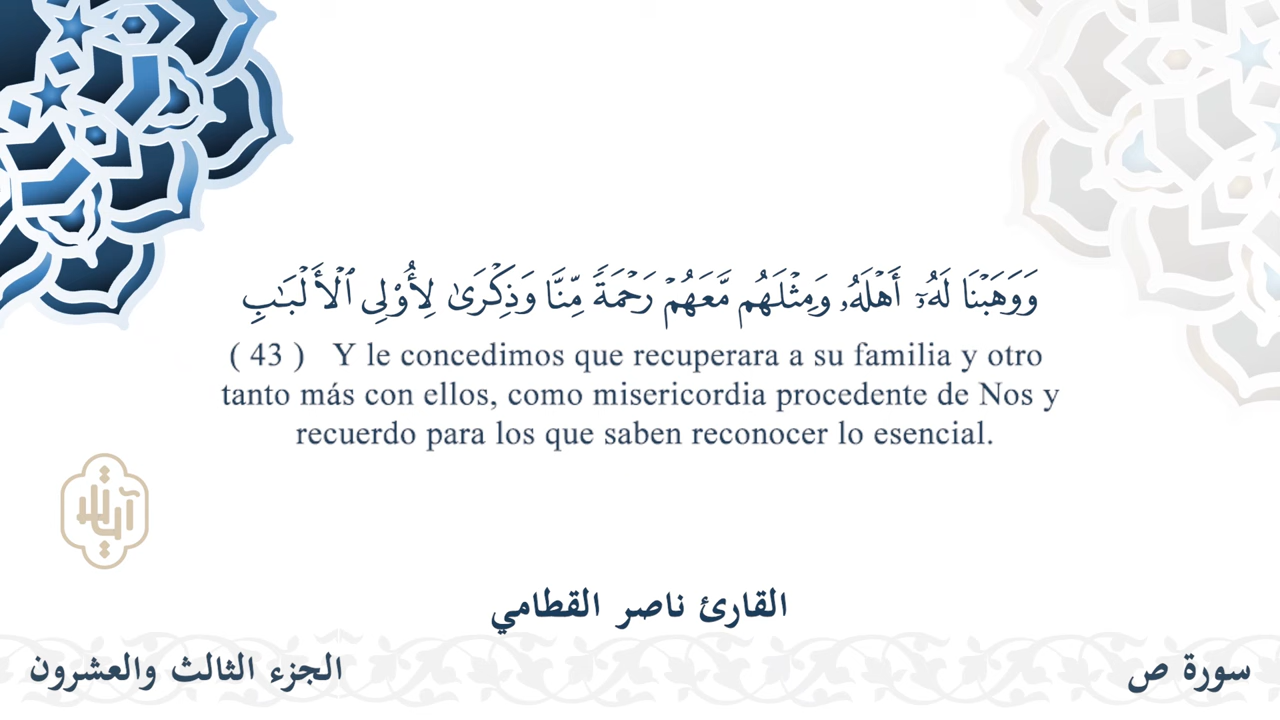 وَوَهَبْنَا لَهُۥٓ أَهْلَهُۥ وَمِثْلَهُم مَّعَهُمْ رَحْمَةً مِّنَّا وَذِكْرَىٰ لِأُو۟لِى ٱلْأَلْبَـٰبِ
( 43 ) Y le concedimos que recuperara a su familia y otro
tanto más con ellos, como misericordia procedente de Nos y
recuerdo para los que saben reconocer lo esencial.
القارئ ناصر القطامي
سورة ص
الجزء الثالث والعشرون